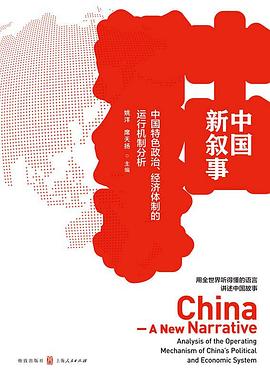 中国
新叙事
中国特色政治、经济体制的
运行机制分析
姚洋 席天扬 主编
用全世界听得懂的语言
讲述中国故事
China
— A New Narrative
Analysis of the Operating
Mechanism of China's Political
and Economic System
格致出版社 上海人民出版社